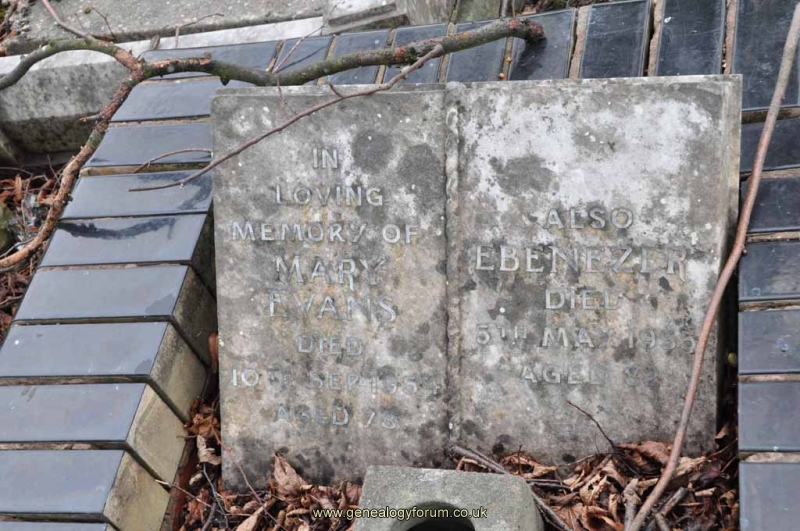 IN
LOVING
MEMORY OF
MARY
EVANS
DIED
10TH SEP
AGED
ALSO
EBENEZER
DIED
5TH MAY
AGED
www.genealogyforum.co.uk